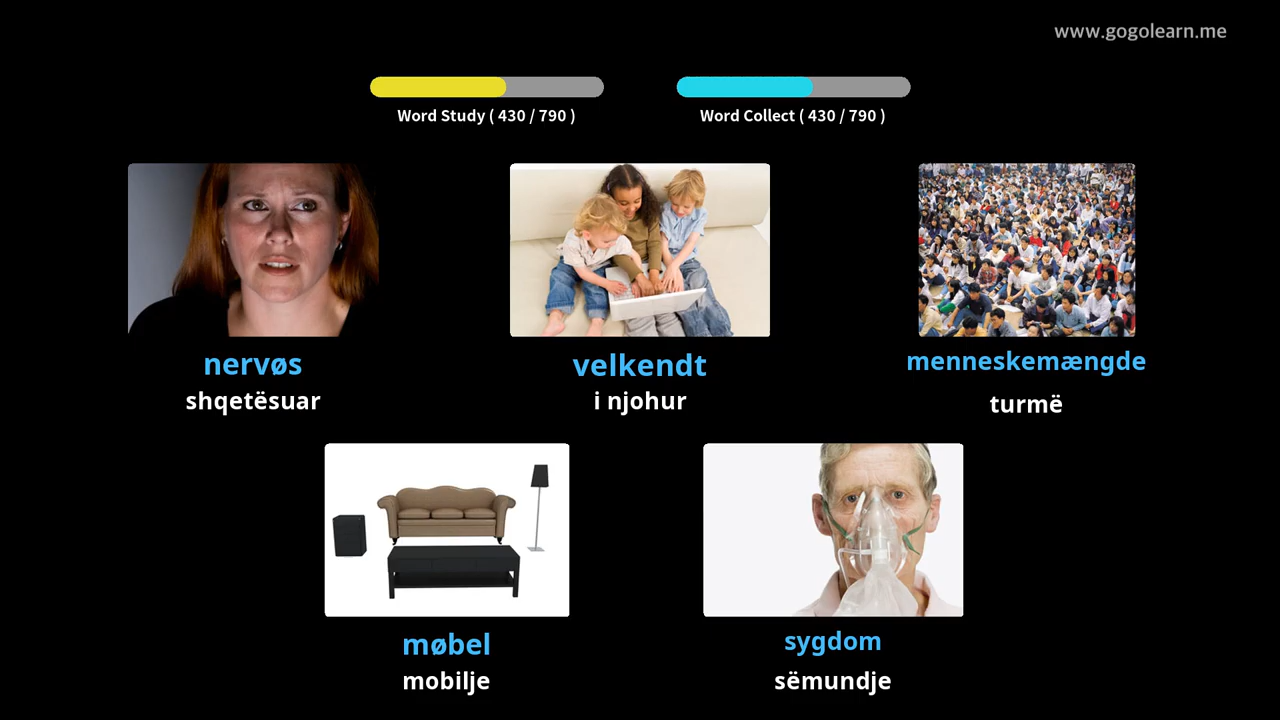 www.gogolearn.me
Word Study ( 430 / 790 )
Word Collect ( 430 / 790 )
nervøs
shqetësuar
velkendt
i njohur
menneskemængde
turmë
møbel
mobilje
sygdom
sëmundje